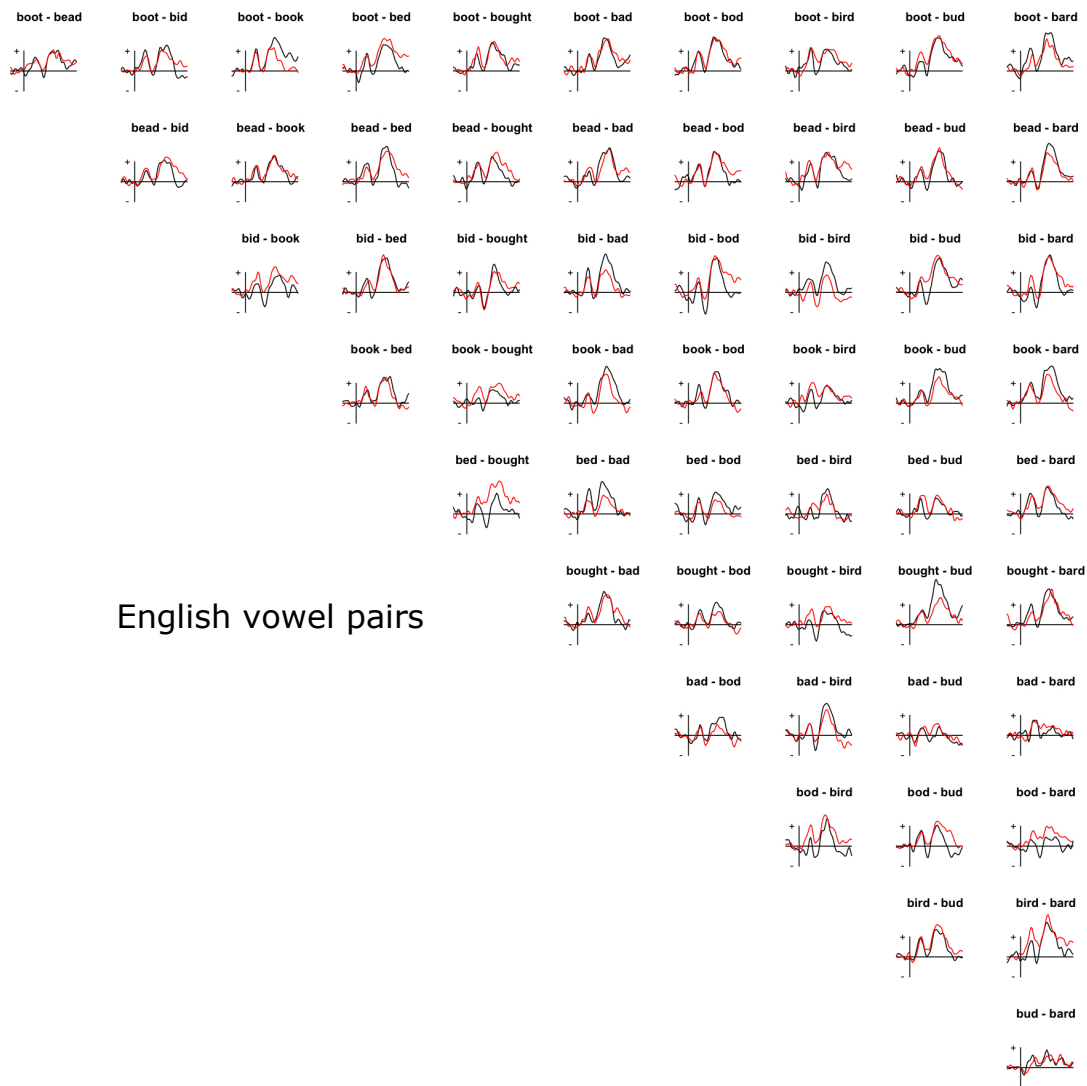 boot - bead boot - bid boot - book boot - bed boot - bought boot - bad boot - bod boot - bird boot - bud boot - bard
+ + + + + + + + + +
- - - - - - - - - -
bead - bid bead - book bead - bed bead - bought bead - bad bead - bod bead - bird bead - bud bead - bard
+ + + + + + + + +
- - - - - - - - -
bid - book bid - bed bid - bought bid - bad bid - bod bid - bird bid - bud bid - bard
+ + + + + + + +
- - - - - - - -
book - bed book - bought book - bad book - bod book - bird book - bud book - bard
+ + + + + + +
- - - - - - -
bed - bought bed - bad bed - bod bed - bird bed - bud bed - bard
+ + + + + +
- - - - - -
bought - bad bought - bod bought - bird bought - bud bought - bard
+ + + + +
English vowel pairs
- - - - -
bad - bod bad - bird bad - bud bad - bard
+ + + +
- - - -
bod - bird bod - bud bod - bard
+ + +
- - -
bird - bud bird - bard
+ +
- -
bud - bard
+
-